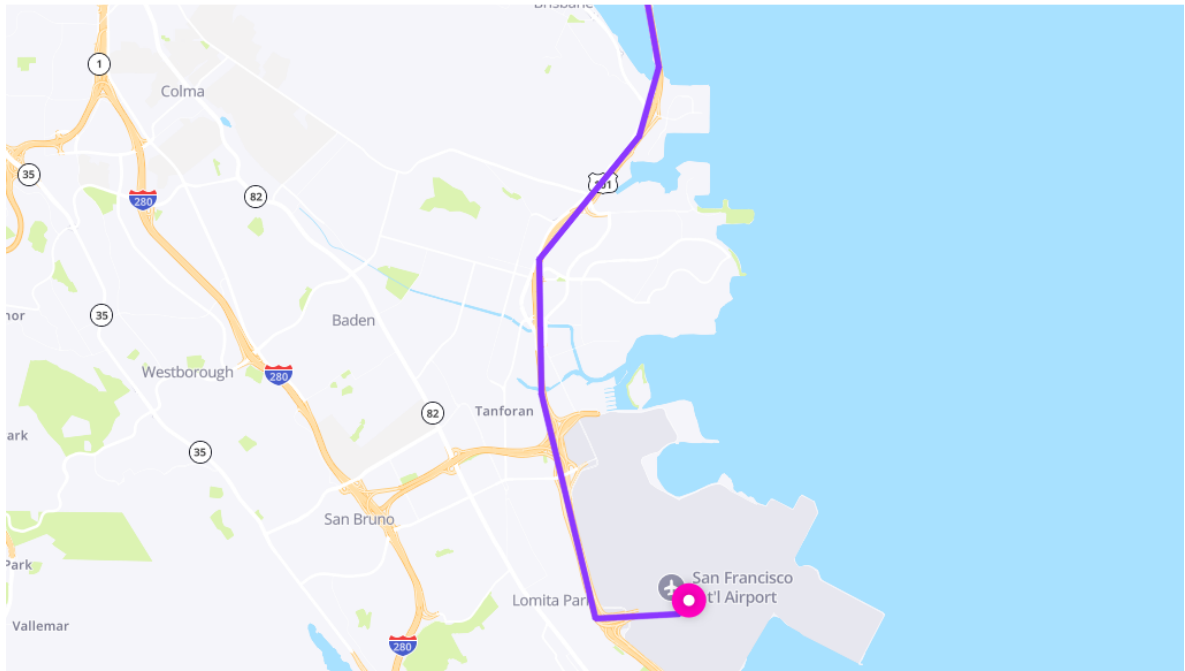 Brisbane
1
Colma
35
280
82
101
nor
35
Baden
Westborough
280
82
Tanforan
ark
35
San Bruno
Park
San Francisco
Int'l Airport
Lomita Park
Vallemar
280